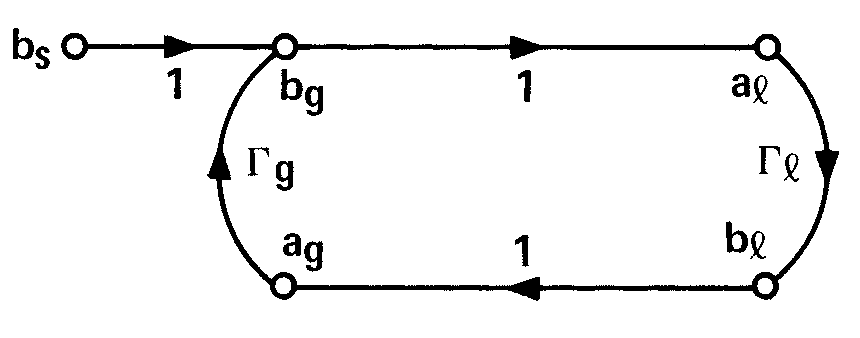 bs
1
bg
1
aℓ
Γg
Γℓ
ag
1
bℓ